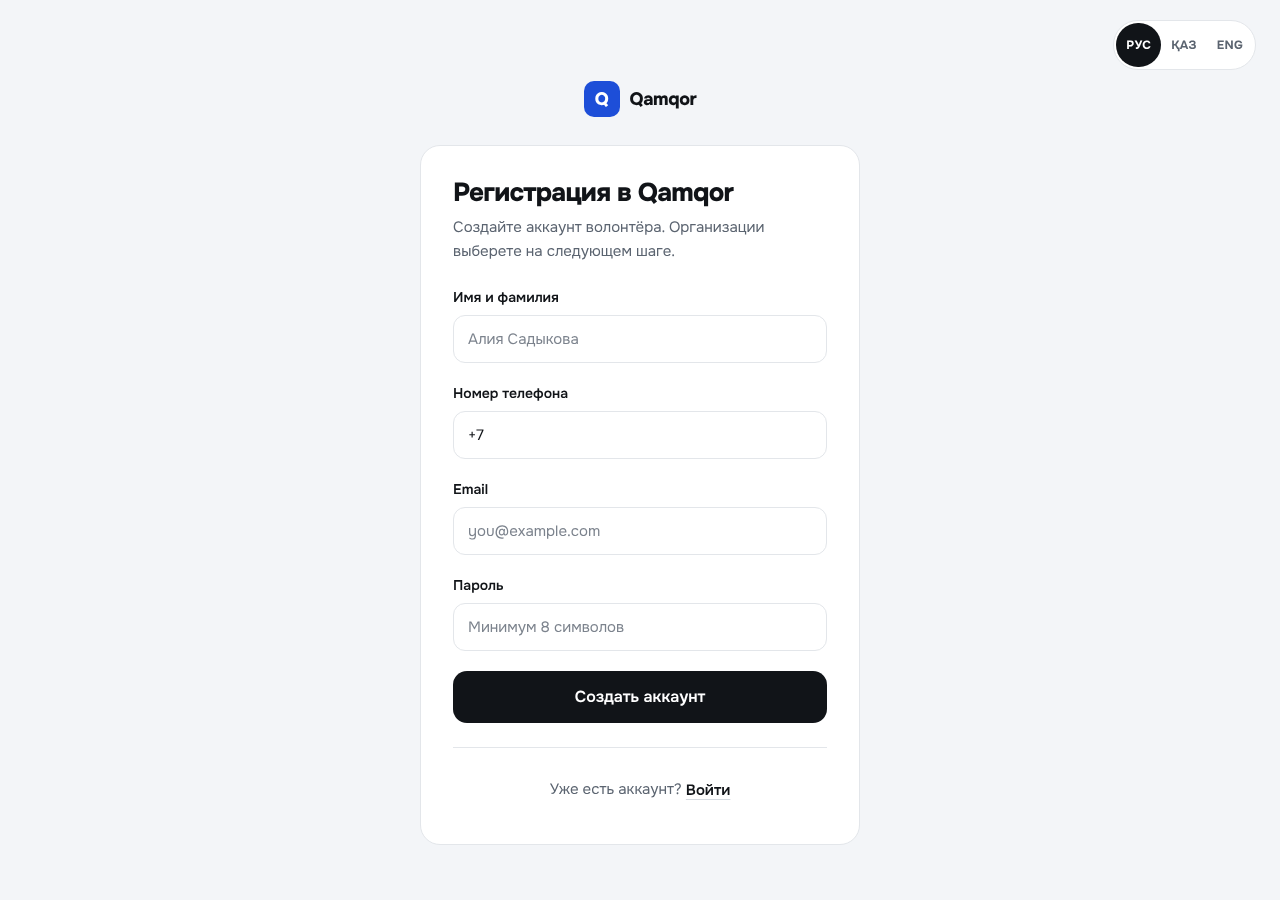 РУС ҚАЗ ENG
Q Qamqor
Регистрация в Qamqor
Создайте аккаунт волонтёра. Организации
выберете на следующем шаге.
Имя и фамилия
Алия Садыкова
Номер телефона
+7
Email
you@example.com
Пароль
Минимум 8 символов
Создать аккаунт
Уже есть аккаунт? Войти